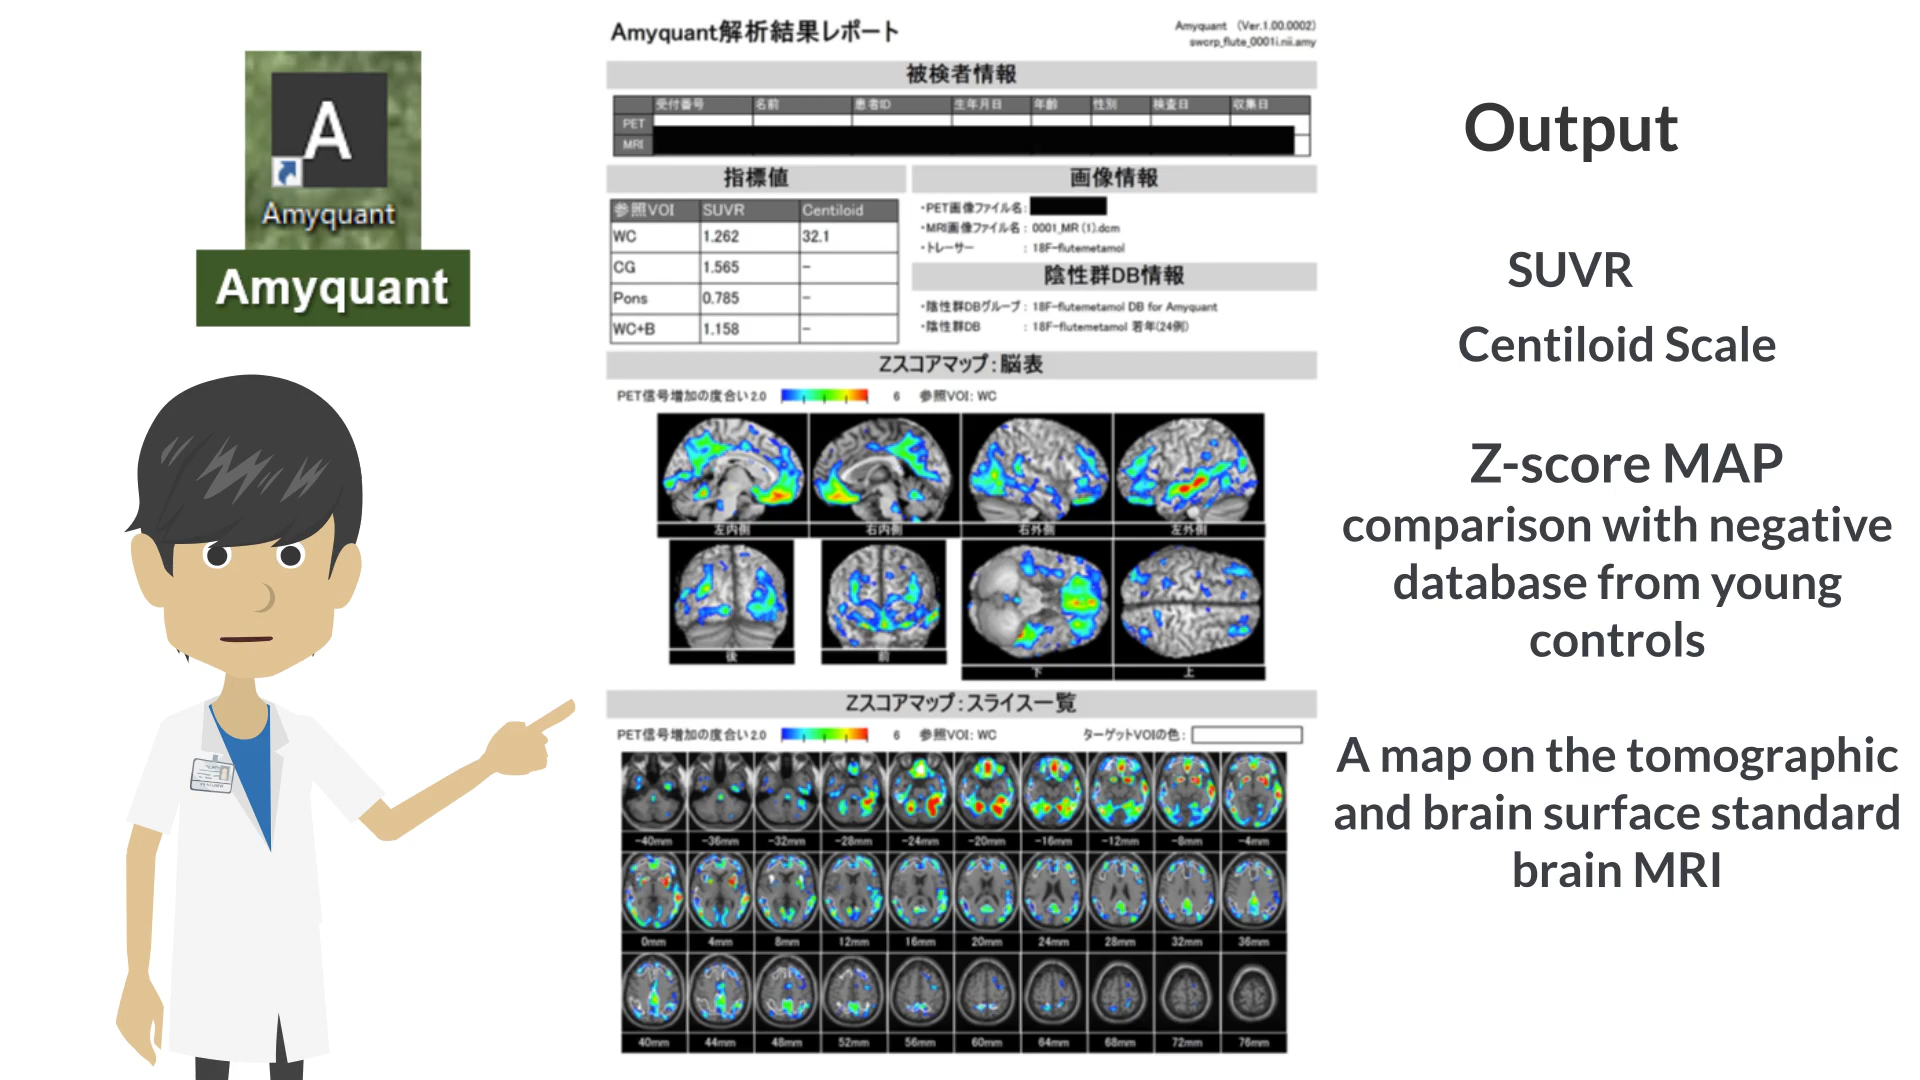 A
Amyquant
Amyquant
Amyquant解析結果レポート
Amyquant (Ver.1.00.0002)
swcrp_flute_0001i.nii.amy
被検者情報
受付番号 名前 患者ID 生年月日 年齢 性別 検査日 収集日
PET
MRI
指標値
参照VOI SUVR Centiloid
WC 1.262 32.1
CG 1.565 -
Pons 0.785 -
WC+B 1.158 -
画像情報
・PET画像ファイル名:
・MRI画像ファイル名: 0001_MR (1).dcm
・トレーサー : 18F-flutemetamol
陰性群DB情報
・陰性群DBグループ: 18F-flutemetamol DB for Amyquant
・陰性群DB : 18F-flutemetamol 若年(24例)
Zスコアマップ:脳表
PET信号増加の度合い 2.0 6 参照VOI: WC
左内側 右内側 右外側 左外側
後 前 下 上
Zスコアマップ:スライス一覧
PET信号増加の度合い 2.0 6 参照VOI: WC ターゲットVOIの色:
-40mm -36mm -32mm -28mm -24mm -20mm -16mm -12mm -8mm -4mm
0mm 4mm 8mm 12mm 16mm 20mm 24mm 28mm 32mm 36mm
40mm 44mm 48mm 52mm 56mm 60mm 64mm 68mm 72mm 76mm
Output
SUVR
Centiloid Scale
Z-score MAP
comparison with negative
database from young
controls
A map on the tomographic
and brain surface standard
brain MRI